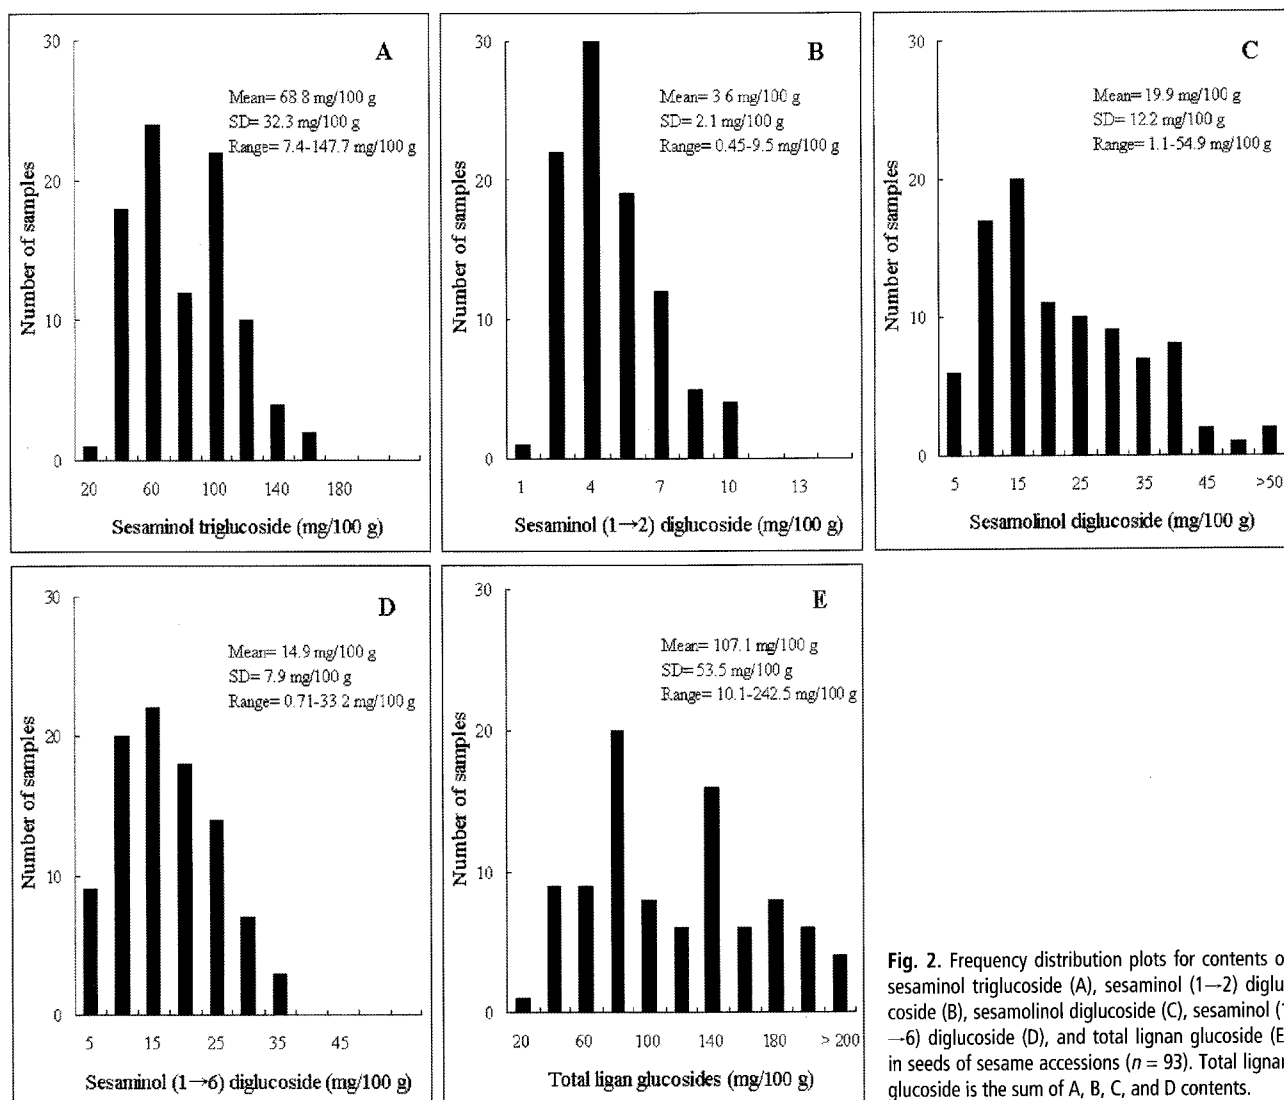 A
30
20
10
0
Number of samples
Mean= 68.8 mg/100 g
SD= 32.3 mg/100 g
Range= 7.4-147.7 mg/100 g
20 60 100 140 180
Sesaminol triglucoside (mg/100 g)
B
30
20
10
0
Number of samples
Mean= 3.6 mg/100 g
SD= 2.1 mg/100 g
Range= 0.45-9.5 mg/100 g
1 4 7 10 13
Sesaminol (1→2) diglucoside (mg/100 g)
C
30
20
10
0
Number of samples
Mean= 19.9 mg/100 g
SD= 12.2 mg/100 g
Range= 1.1-54.9 mg/100 g
5 15 25 35 45 >50
Sesamolinol diglucoside (mg/100 g)
D
30
20
10
0
Number of samples
Mean= 14.9 mg/100 g
SD= 7.9 mg/100 g
Range= 0.71-33.2 mg/100 g
5 15 25 35 45
Sesaminol (1→6) diglucoside (mg/100 g)
E
30
20
10
0
Number of samples
Mean= 107.1 mg/100 g
SD= 53.5 mg/100 g
Range= 10.1-242.5 mg/100 g
20 60 100 140 180 > 200
Total ligan glucosides (mg/100 g)
Fig. 2. Frequency distribution plots for contents o
sesaminol triglucoside (A), sesaminol (1→2) diglu
coside (B), sesamolinol diglucoside (C), sesaminol (
→6) diglucoside (D), and total lignan glucoside (E
in seeds of sesame accessions (n = 93). Total lignan
glucoside is the sum of A, B, C, and D contents.